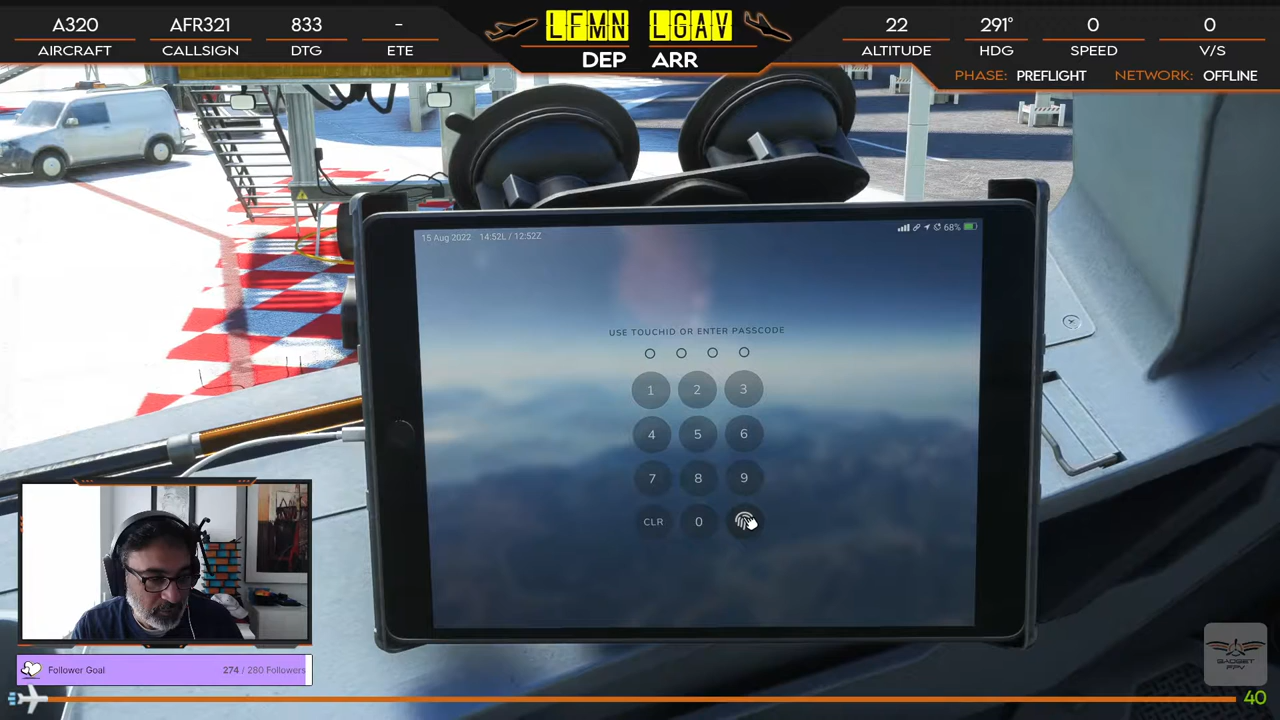 A320
AIRCRAFT
AFR321
CALLSIGN
833
DTG
-
ETE
LFMN
DEP
LGAV
ARR
22
ALTITUDE
291°
HDG
0
SPEED
0
V/S
PHASE: PREFLIGHT
NETWORK: OFFLINE
15 Aug 2022 14:52L / 12:52Z
68%
USE TOUCHID OR ENTER PASSCODE
1 2 3
4 5 6
7 8 9
CLR 0
Follower Goal
274 / 280 Followers
GADGET
FPV
40